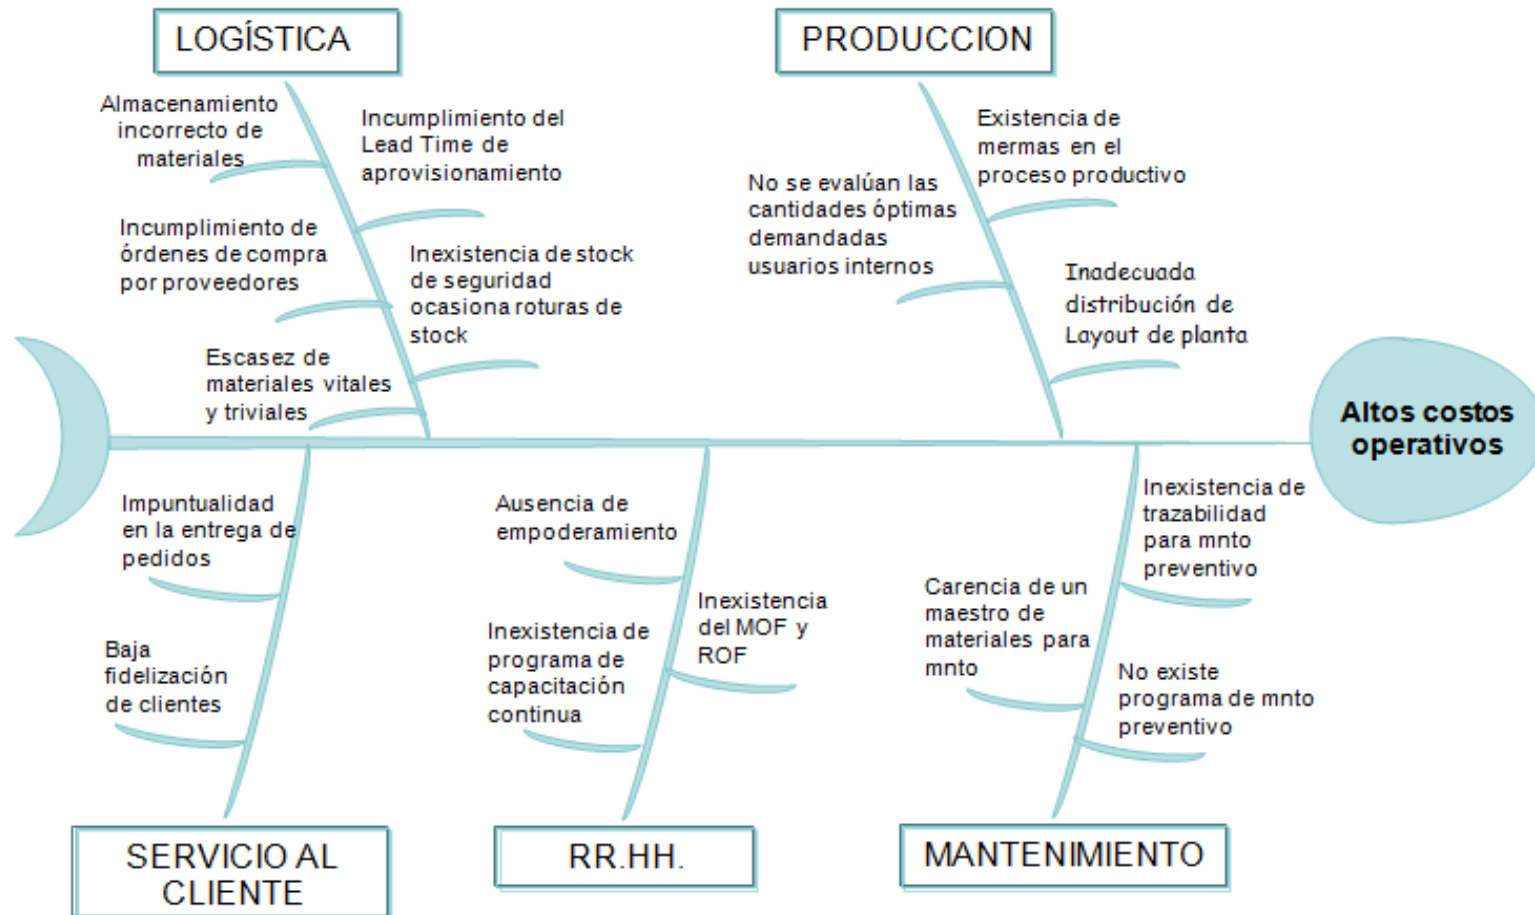 LOGÍSTICA
Almacenamiento
incorrecto de
materiales
Incumplimiento del
Lead Time de
aprovisionamiento
Incumplimiento de
órdenes de compra
por proveedores
Inexistencia de stock
de seguridad
ocasiona roturas de
stock
Escasez de
materiales vitales
y triviales
PRODUCCION
Existencia de
mermas en el
proceso productivo
No se evalúan las
cantidades óptimas
demandadas
usuarios internos
Inadecuada
distribución de
Layout de planta
Altos costos
operativos
Impuntualidad
en la entrega de
pedidos
Baja
fidelización
de clientes
SERVICIO AL
CLIENTE
Ausencia de
empoderamiento
Inexistencia
del MOF y
ROF
Inexistencia de
programa de
capacitación
continua
RR.HH.
Inexistencia de
trazabilidad
para mnto
preventivo
Carencia de un
maestro de
materiales para
mnto
No existe
programa de mnto
preventivo
MANTENIMIENTO